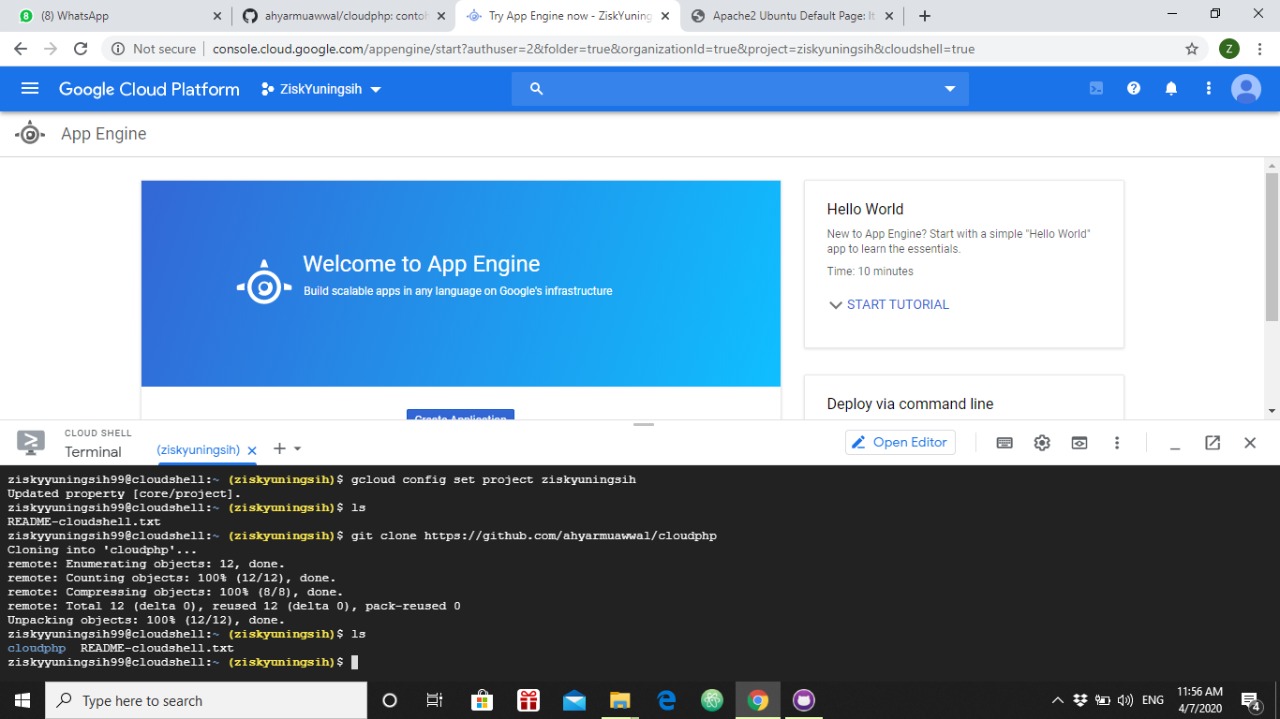 (8) WhatsApp
ahyarmuawwal/cloudphp: contoh
Try App Engine now - ZiskYuning
Apache2 Ubuntu Default Page: It
Not secure | console.cloud.google.com/appengine/start?authuser=2&folder=true&organizationId=true&project=ziskyuningsih&cloudshell=true
Z
Google Cloud Platform
ZiskYuningsih
App Engine
Welcome to App Engine
Build scalable apps in any language on Google's infrastructure
Create Application
Hello World
New to App Engine? Start with a simple "Hello World"
app to learn the essentials.
Time: 10 minutes
START TUTORIAL
Deploy via command line
CLOUD SHELL
Terminal
(ziskyuningsih)
Open Editor
ziskyyuningsih99@cloudshell:~ (ziskyuningsih)$ gcloud config set project ziskyuningsih
Updated property [core/project].
ziskyyuningsih99@cloudshell:~ (ziskyuningsih)$ ls
README-cloudshell.txt
ziskyyuningsih99@cloudshell:~ (ziskyuningsih)$ git clone https://github.com/ahyarmuawwal/cloudphp
Cloning into 'cloudphp'...
remote: Enumerating objects: 12, done.
remote: Counting objects: 100% (12/12), done.
remote: Compressing objects: 100% (8/8), done.
remote: Total 12 (delta 0), reused 12 (delta 0), pack-reused 0
Unpacking objects: 100% (12/12), done.
ziskyyuningsih99@cloudshell:~ (ziskyuningsih)$ ls
cloudphp README-cloudshell.txt
ziskyyuningsih99@cloudshell:~ (ziskyuningsih)$
Type here to search
ENG
11:56 AM
4/7/2020
4